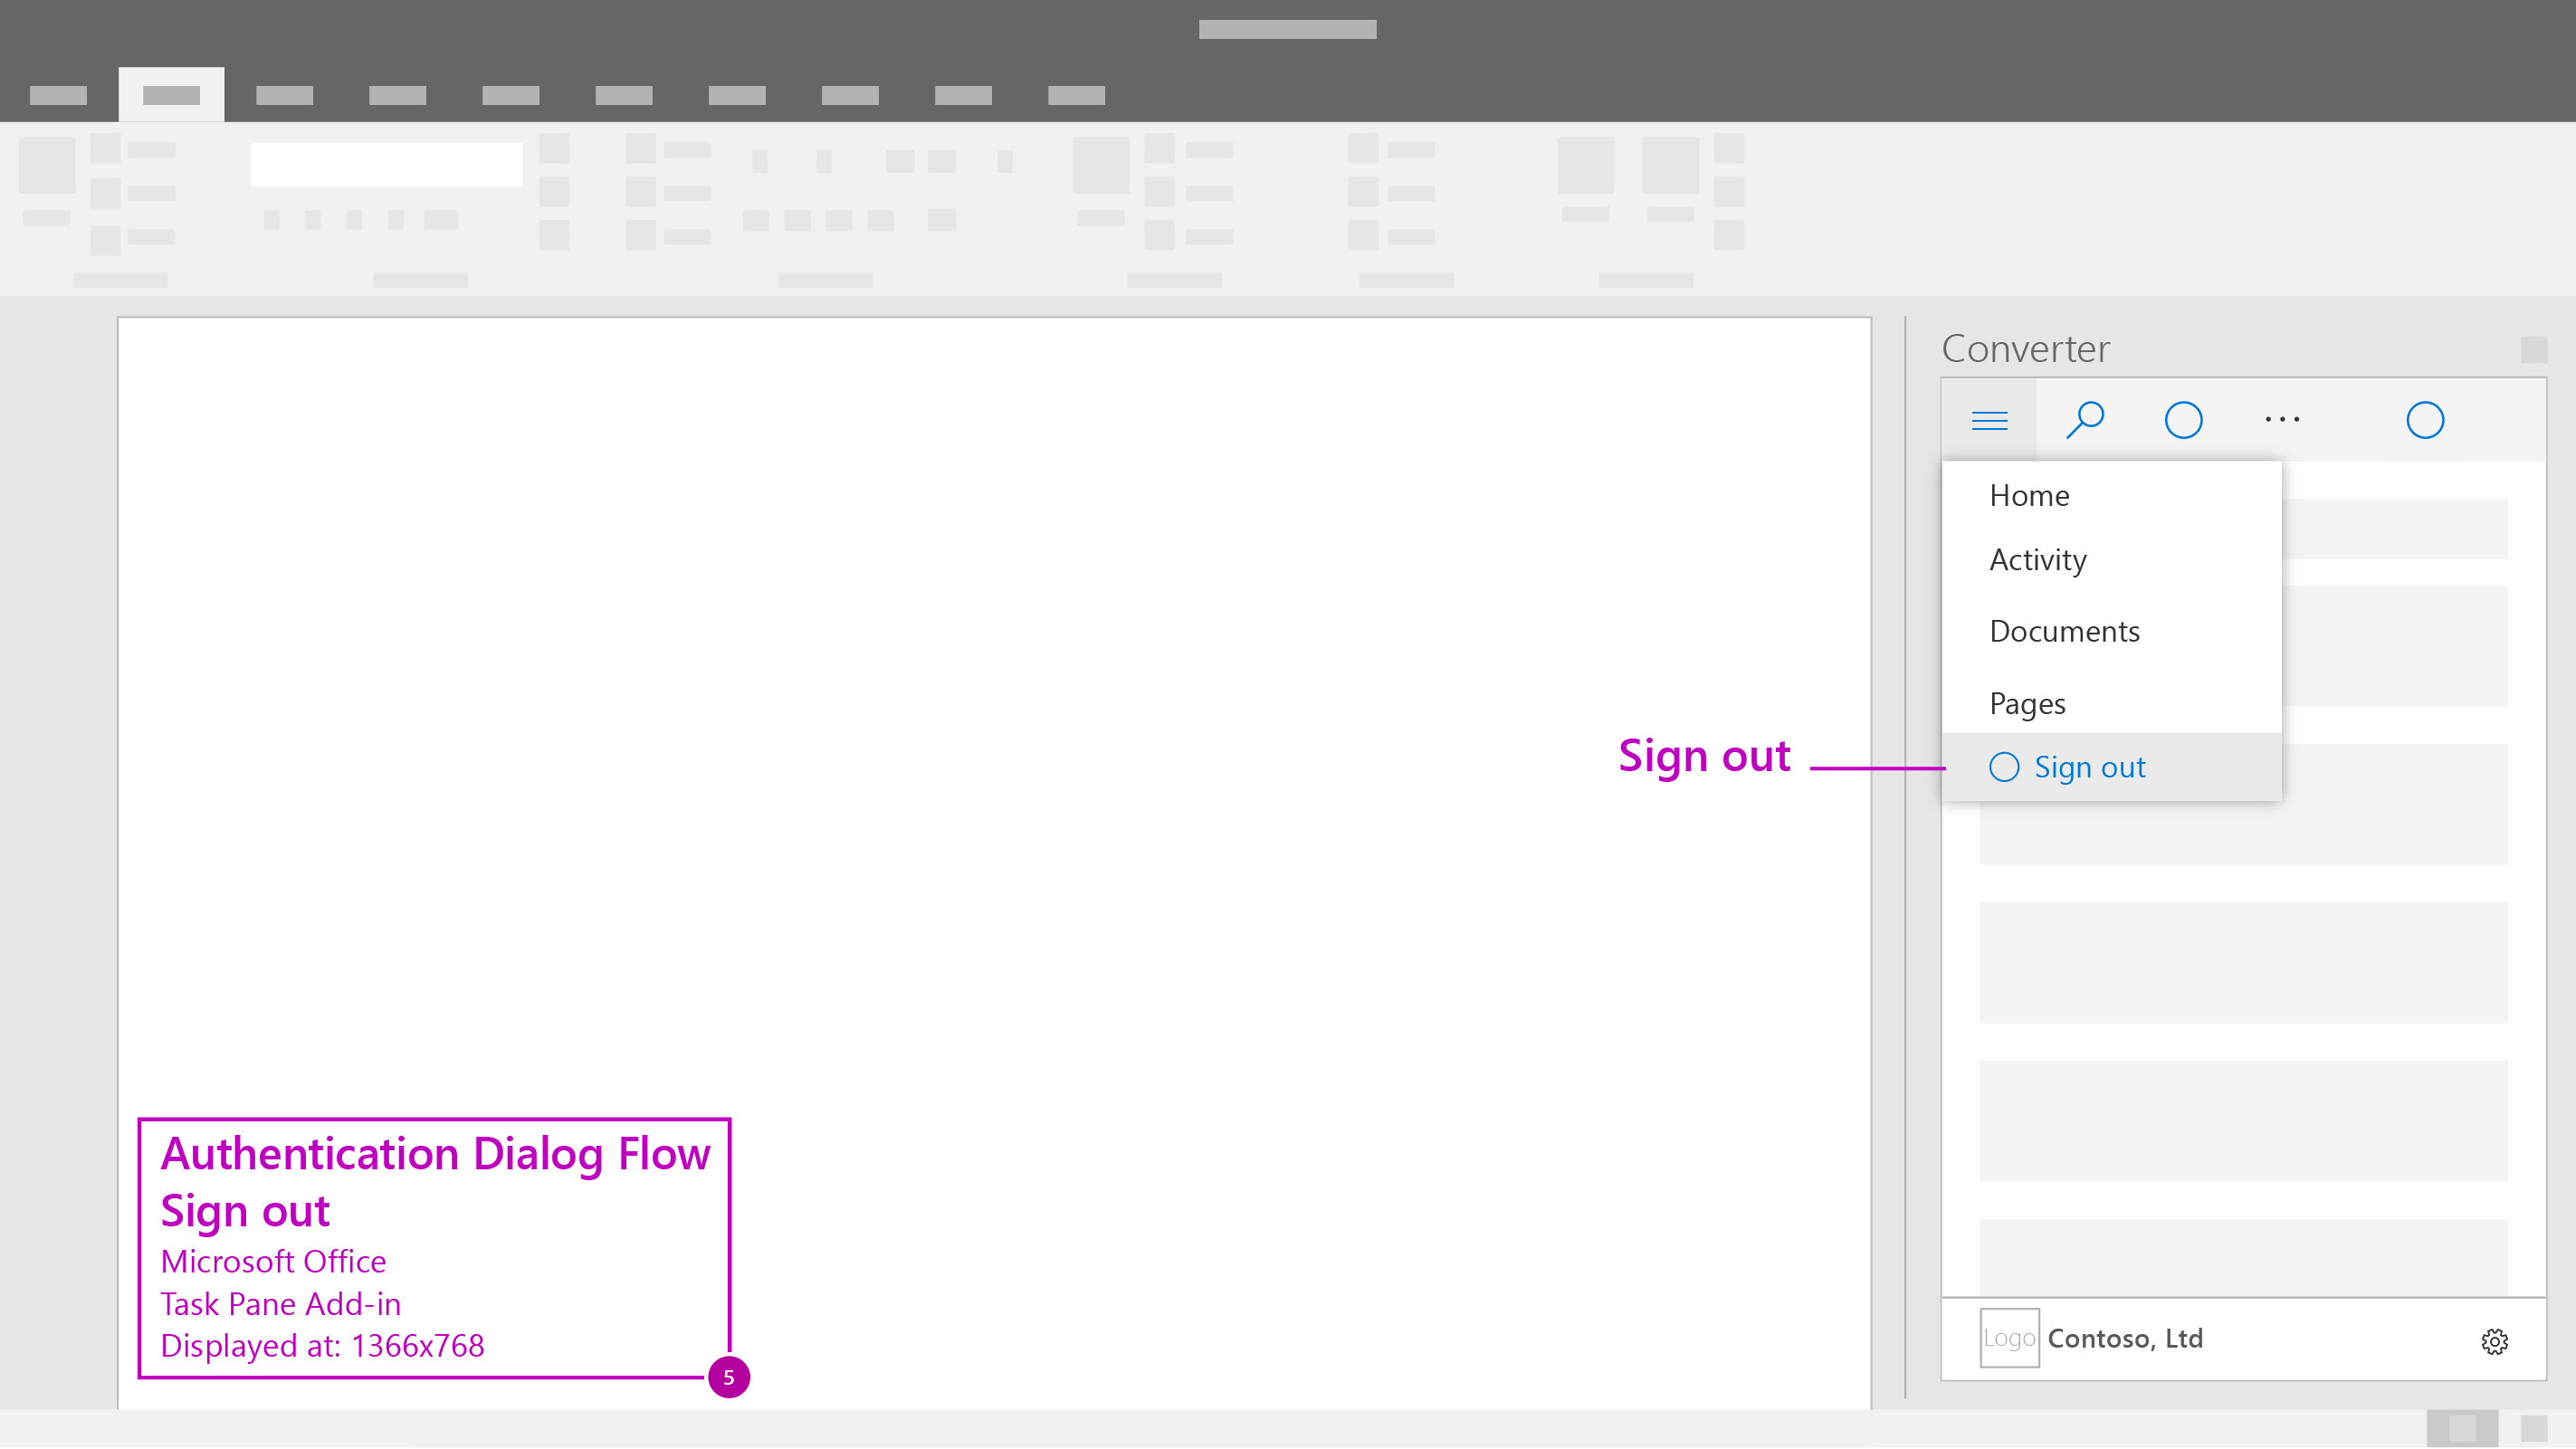 Converter
Home
Activity
Documents
Pages
Sign out
Sign out
Authentication Dialog Flow
Sign out
Microsoft Office
Task Pane Add-in
Displayed at: 1366x768
5
Logo
Contoso, Ltd